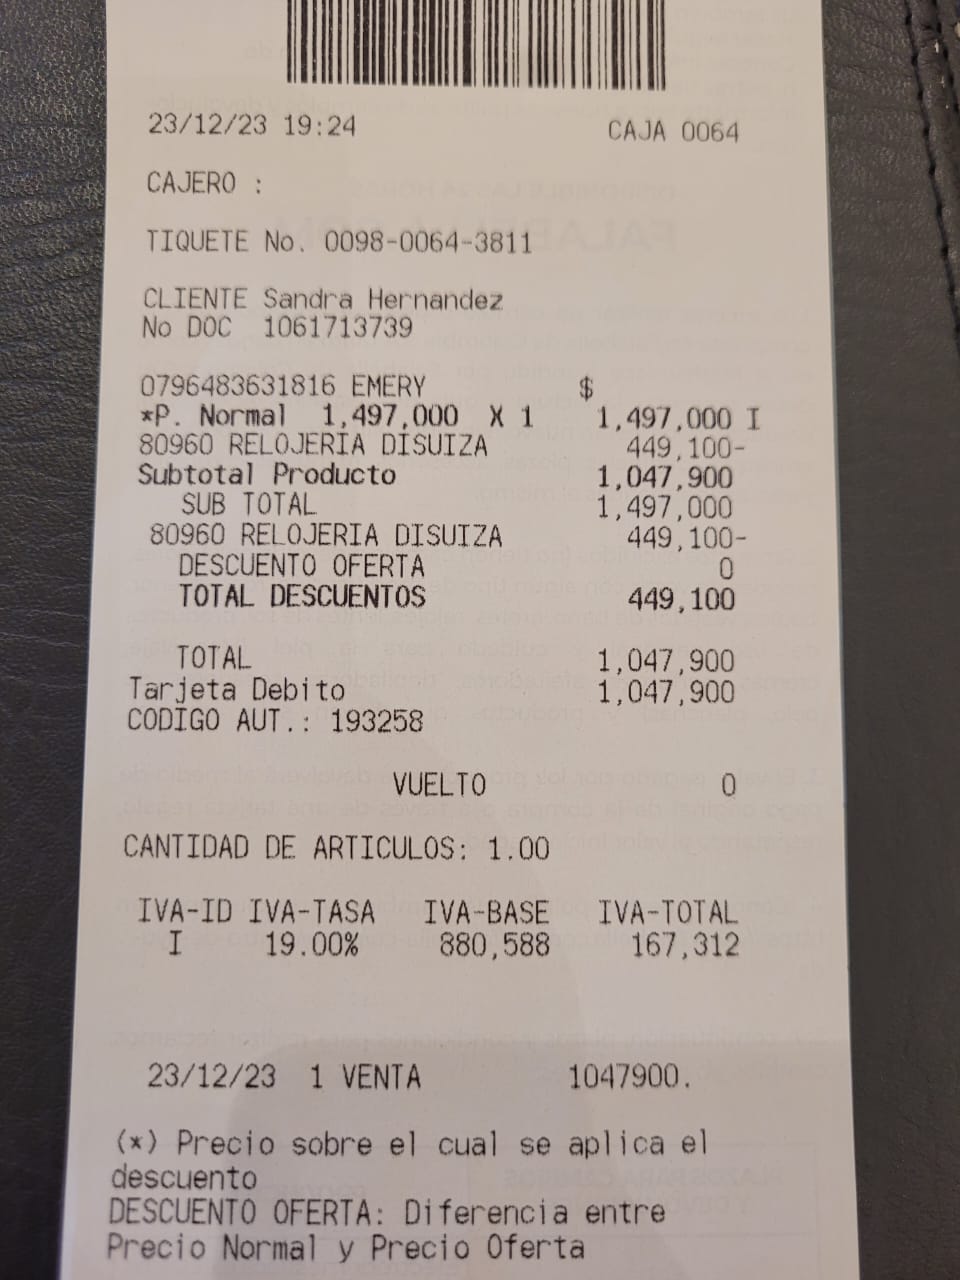 23/12/23 19:24 CAJA 0064
CAJERO :
TIQUETE No. 0098-0064-3811
CLIENTE Sandra Hernandez
No DOC 1061713739
0796483631816 EMERY $
*P. Normal 1,497,000 X 1 1,497,000 I
80960 RELOJERIA DISUIZA 449,100-
Subtotal Producto 1,047,900
SUB TOTAL 1,497,000
80960 RELOJERIA DISUIZA 449,100-
DESCUENTO OFERTA 0
TOTAL DESCUENTOS 449,100
TOTAL 1,047,900
Tarjeta Debito 1,047,900
CODIGO AUT.: 193258
VUELTO 0
CANTIDAD DE ARTICULOS: 1.00
IVA-ID IVA-TASA IVA-BASE IVA-TOTAL
I 19.00% 880,588 167,312
23/12/23 1 VENTA 1047900.
(*) Precio sobre el cual se aplica el
descuento
DESCUENTO OFERTA: Diferencia entre
Precio Normal y Precio Oferta